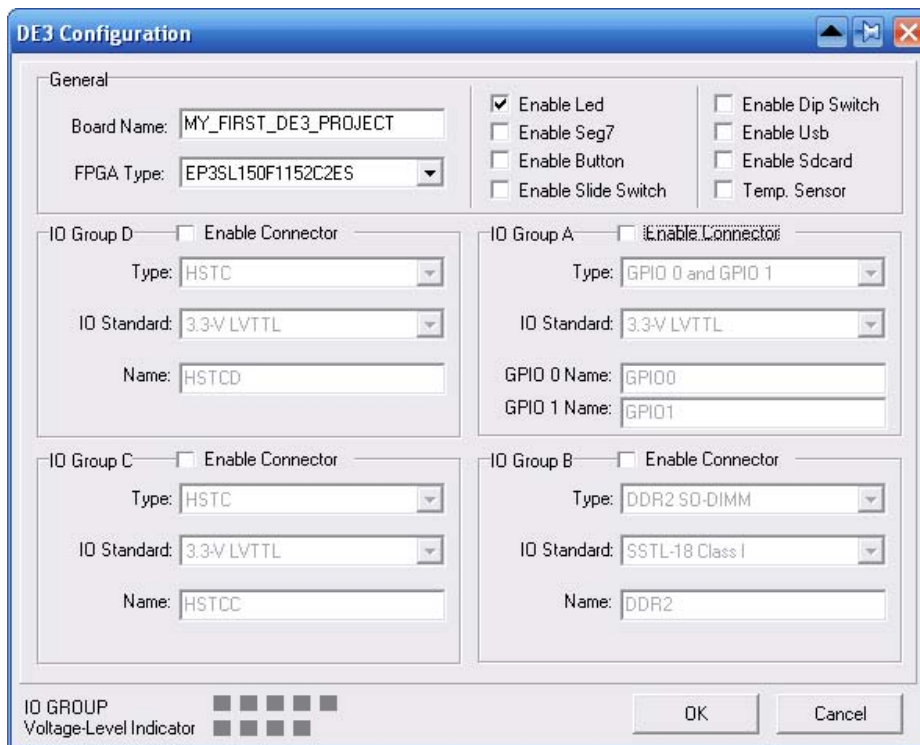 DE3 Configuration
General
Board Name: MY_FIRST_DE3_PROJECT
FPGA Type: EP3SL150F1152C2ES
Enable Led
Enable Seg7
Enable Button
Enable Slide Switch
Enable Dip Switch
Enable Usb
Enable Sdcard
Temp. Sensor
IO Group D Enable Connector
Type: HSTC
IO Standard: 3.3-V LVTTL
Name: HSTCD
IO Group A Enable Connector
Type: GPIO 0 and GPIO 1
IO Standard: 3.3-V LVTTL
GPIO 0 Name: GPIO0
GPIO 1 Name: GPIO1
IO Group C Enable Connector
Type: HSTC
IO Standard: 3.3-V LVTTL
Name: HSTCC
IO Group B Enable Connector
Type: DDR2 SO-DIMM
IO Standard: SSTL-18 Class I
Name: DDR2
IO GROUP
Voltage-Level Indicator
OK
Cancel